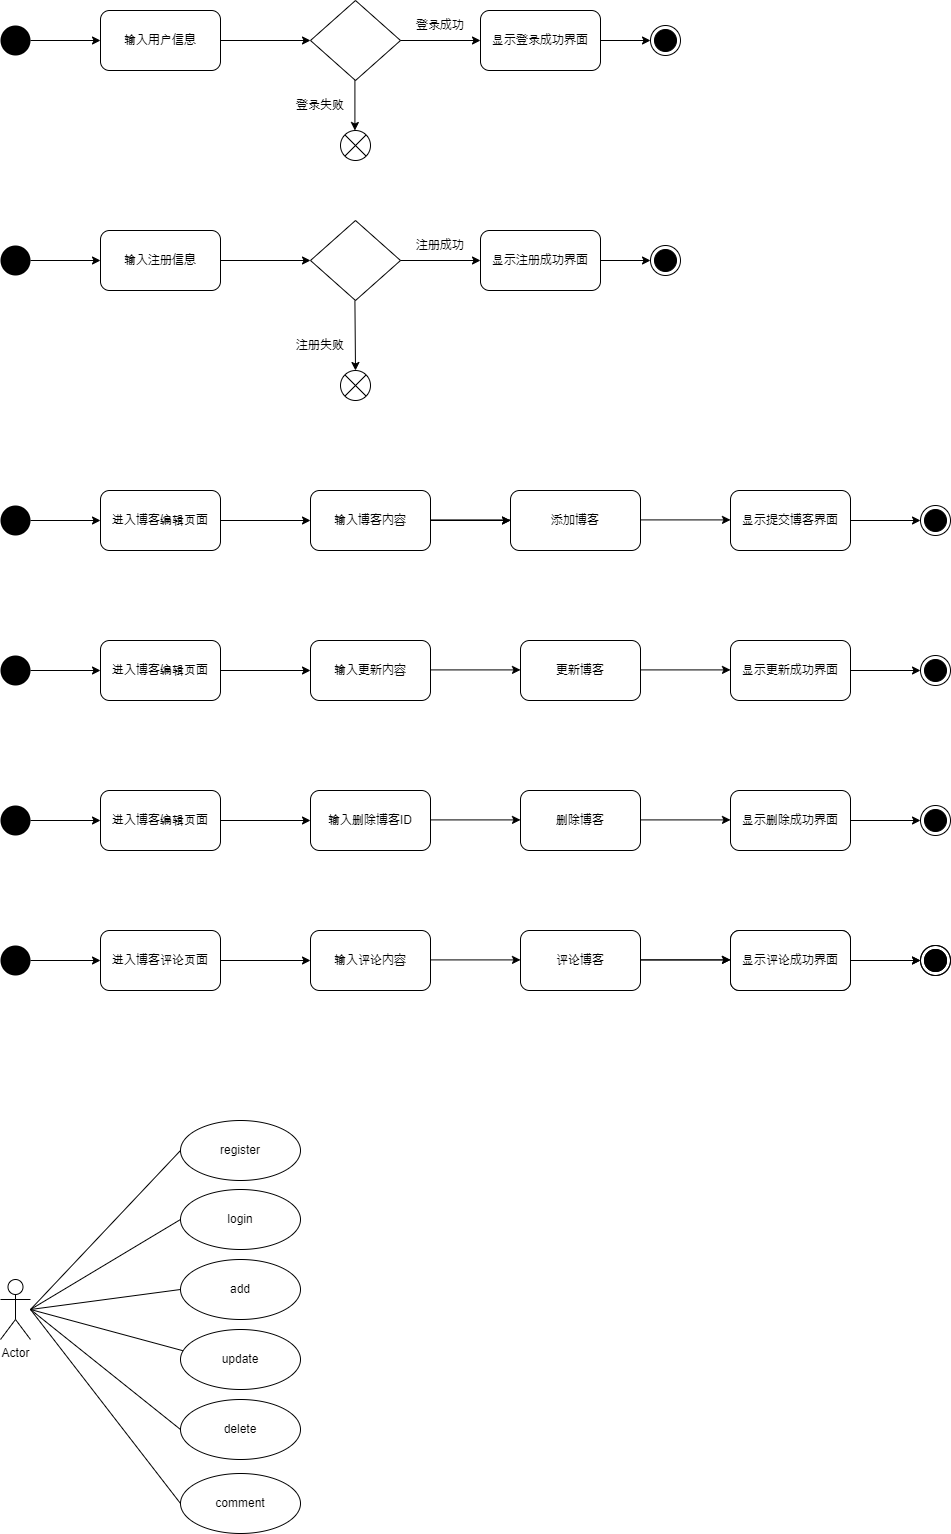 登录成功
输入用户信息
显示登录成功界面
登录失败
注册成功
输入注册信息
显示注册成功界面
注册失败
进入博客编辑页面
输入博客内容
添加博客
显示提交博客界面
进入博客编辑页面
输入更新内容
更新博客
显示更新成功界面
进入博客编辑页面
输入删除博客ID
删除博客
显示删除成功界面
进入博客评论页面
输入评论内容
评论博客
显示评论成功界面
register
login
add
Actor
update
delete
comment